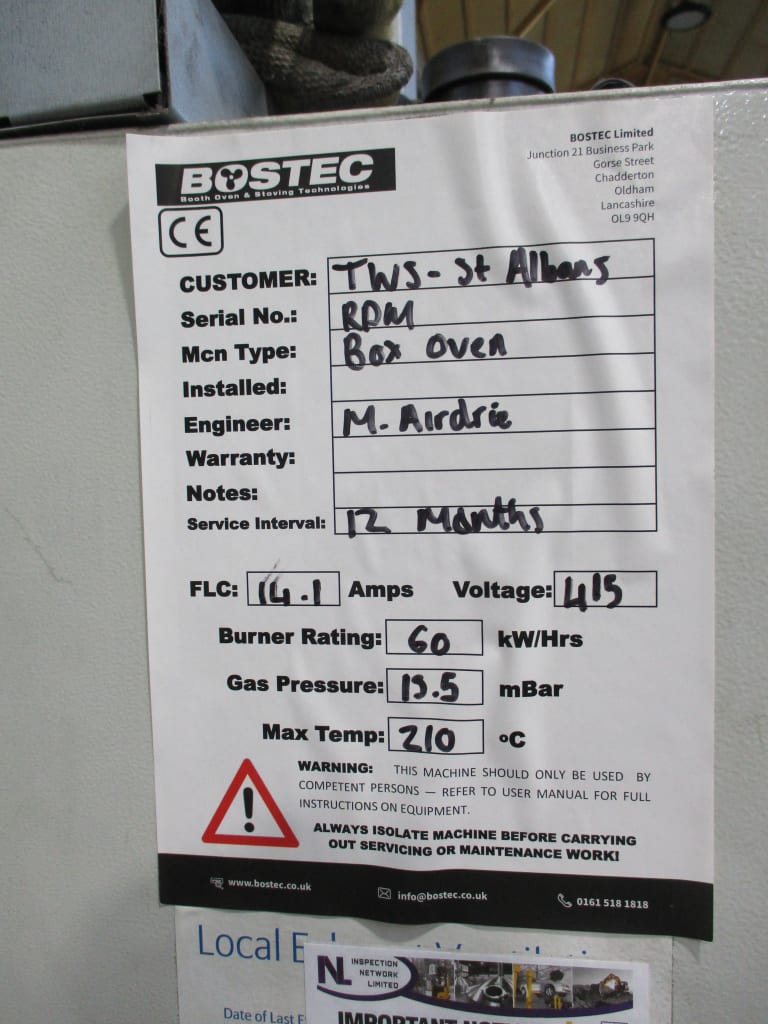 BOSTEC
Booth Oven & Stoving Technologies
CE
BOSTEC Limited
Junction 21 Business Park
Gorse Street
Chadderton
Oldham
Lancashire
OL9 9QH
CUSTOMER: TWS - St Albans
Serial No.: RDM
Mcn Type: Box Oven
Installed:
Engineer: M. Airdrie
Warranty:
Notes:
Service Interval: 12 Months
FLC: 14.1 Amps Voltage: 415
Burner Rating: 60 kW/Hrs
Gas Pressure: 19.5 mBar
Max Temp: 210 °C
WARNING: THIS MACHINE SHOULD ONLY BE USED BY
COMPETENT PERSONS — REFER TO USER MANUAL FOR FULL
INSTRUCTIONS ON EQUIPMENT.
ALWAYS ISOLATE MACHINE BEFORE CARRYING
OUT SERVICING OR MAINTENANCE WORK!
www.bostec.co.uk info@bostec.co.uk 0161 518 1818
Local
Date of Last
NL INSPECTION
NETWORK
LIMITED
IMPORTANT